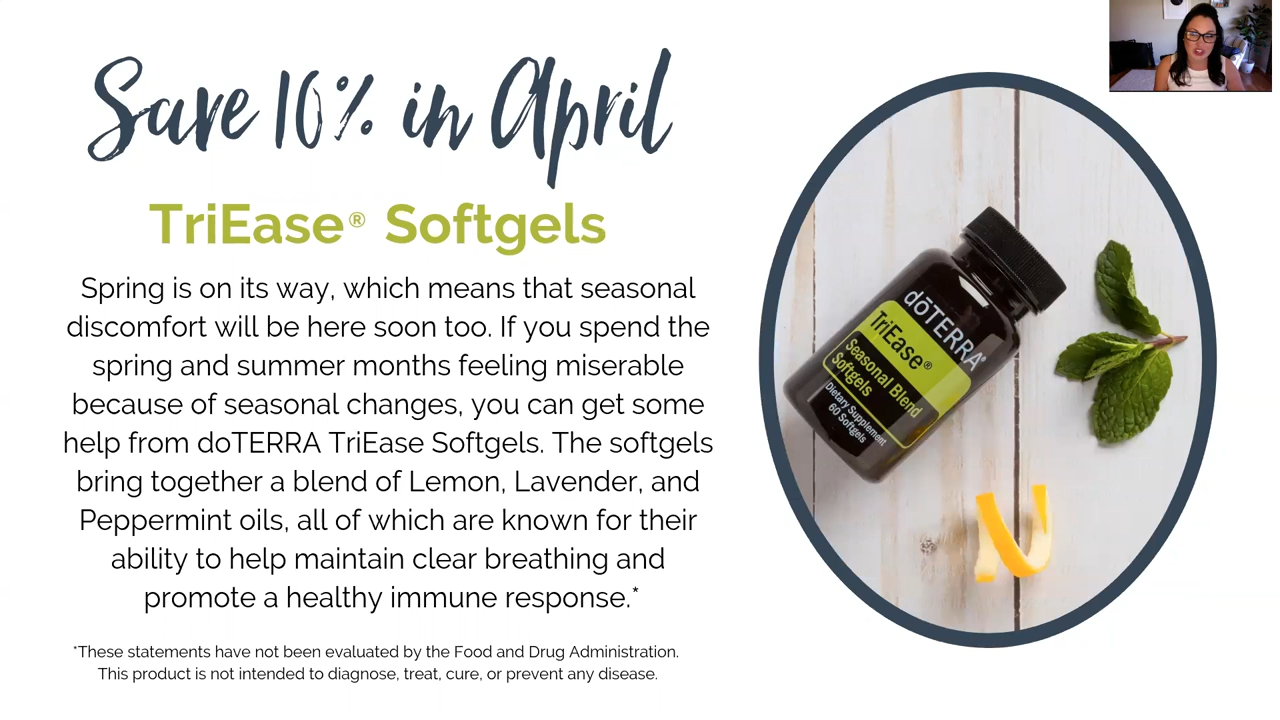 Save 10% in April
TriEase® Softgels
Spring is on its way, which means that seasonal
discomfort will be here soon too. If you spend the
spring and summer months feeling miserable
because of seasonal changes, you can get some
help from doTERRA TriEase Softgels. The softgels
bring together a blend of Lemon, Lavender, and
Peppermint oils, all of which are known for their
ability to help maintain clear breathing and
promote a healthy immune response.*
*These statements have not been evaluated by the Food and Drug Administration.
This product is not intended to diagnose, treat, cure, or prevent any disease.
dōTERRA®
TriEase®
Seasonal Blend
Softgels
Dietary Supplement
60 Softgels